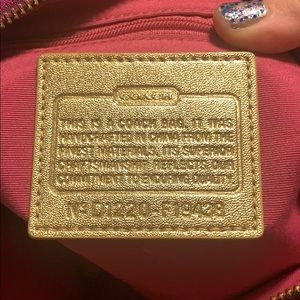 COACH
THIS IS A COACH BAG. IT WAS
HANDCRAFTED IN CHINA FROM THE
FINEST MATERIALS. ITS SUPERIOR
CRAFTSMANSHIP REFLECTS OUR
COMMITMENT TO ENDURING QUALITY.
Nº D1220-F19428